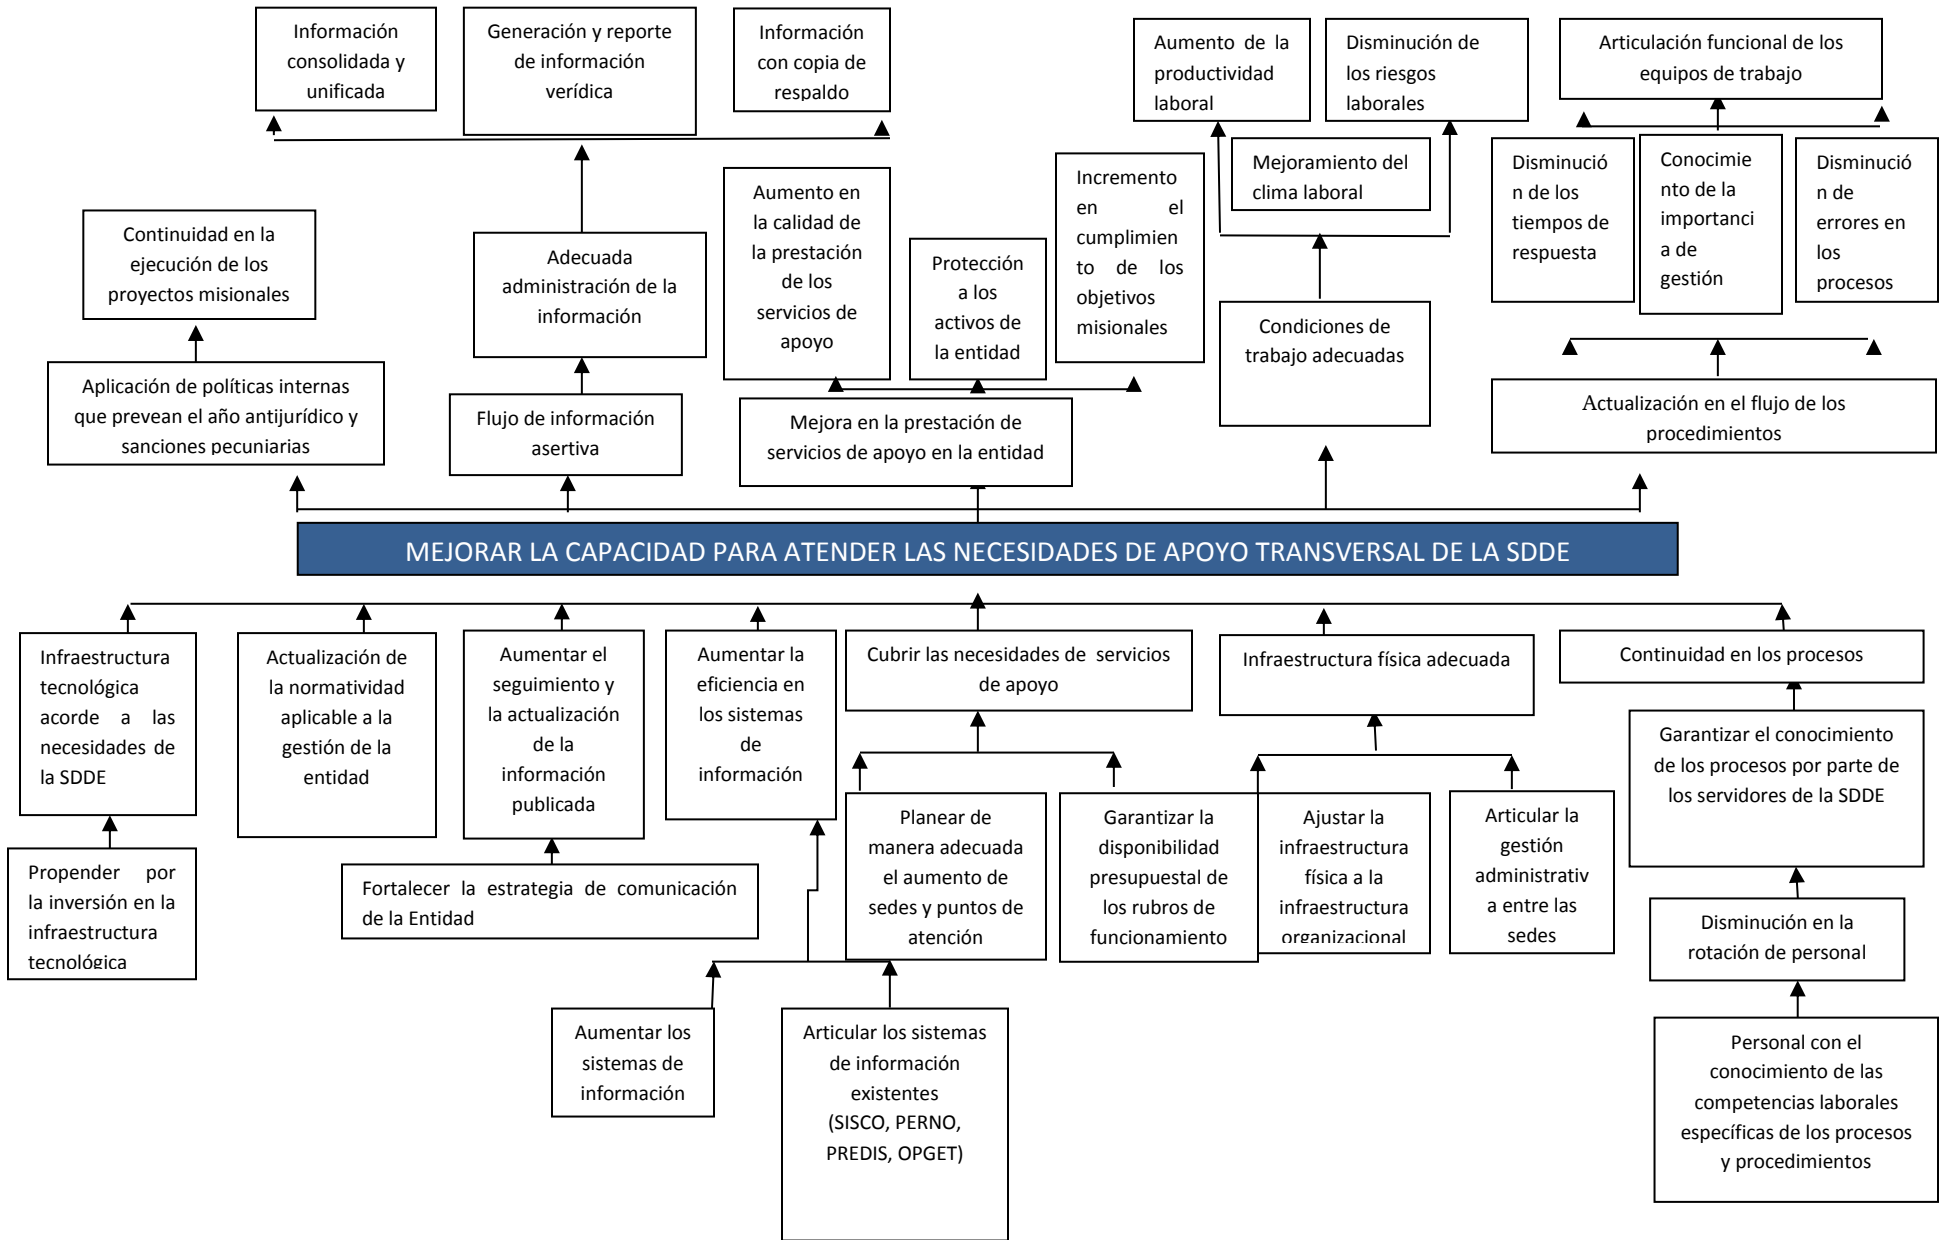 Información
consolidada y
unificada
Generación y reporte
de información
verídica
Información
con copia de
respaldo
Aumento de la
productividad
laboral
Disminución de
los riesgos
laborales
Articulación funcional de los
equipos de trabajo
Continuidad en la
ejecución de los
proyectos misionales
Adecuada
administración de la
información
Aumento en
la calidad de
la prestación
de los
servicios de
apoyo
Protección
a los
activos de
la entidad
Incremento
en el
cumplimien
to de los
objetivos
misionales
Mejoramiento del
clima laboral
Condiciones de
trabajo adecuadas
Disminució
n de los
tiempos de
respuesta
Conocimie
nto de la
importanci
a de
gestión
Disminució
n de
errores en
los
procesos
Aplicación de políticas internas
que prevean el año antijurídico y
sanciones pecuniarias
Flujo de información
asertiva
Mejora en la prestación de
servicios de apoyo en la entidad
Actualización en el flujo de los
procedimientos
MEJORAR LA CAPACIDAD PARA ATENDER LAS NECESIDADES DE APOYO TRANSVERSAL DE LA SDDE
Infraestructura
tecnológica
acorde a las
necesidades de
la SDDE
Actualización de
la normatividad
aplicable a la
gestión de la
entidad
Aumentar el
seguimiento y
la actualización
de la
información
publicada
Aumentar la
eficiencia en
los sistemas
de
información
Cubrir las necesidades de servicios
de apoyo
Infraestructura física adecuada
Continuidad en los procesos
Propender por
la inversión en la
infraestructura
tecnológica
Fortalecer la estrategia de comunicación
de la Entidad
Planear de
manera adecuada
el aumento de
sedes y puntos de
atención
Garantizar la
disponibilidad
presupuestal de
los rubros de
funcionamiento
Ajustar la
infraestructura
física a la
infraestructura
organizacional
Articular la
gestión
administrativ
a entre las
sedes
Garantizar el conocimiento
de los procesos por parte de
los servidores de la SDDE
Disminución en la
rotación de personal
Aumentar los
sistemas de
información
Articular los sistemas
de información
existentes
(SISCO, PERNO,
PREDIS, OPGET)
Personal con el
conocimiento de las
competencias laborales
específicas de los procesos
y procedimientos